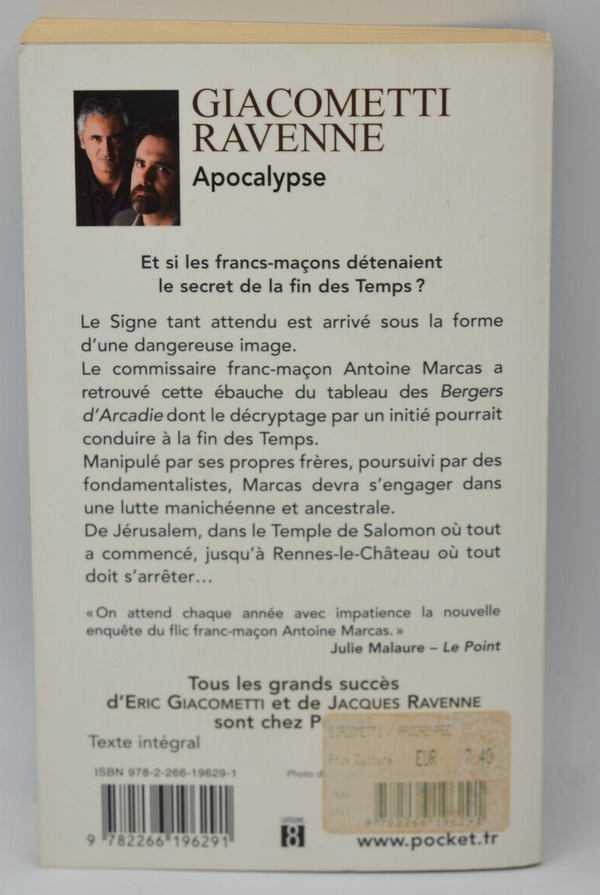 GIACOMETTI
RAVENNE
Apocalypse
Et si les francs-maçons détenaient
le secret de la fin des Temps ?
Le Signe tant attendu est arrivé sous la forme
d'une dangereuse image.
Le commissaire franc-maçon Antoine Marcas a
retrouvé cette ébauche du tableau des Bergers
d'Arcadie dont le décryptage par un initié pourrait
conduire à la fin des Temps.
Manipulé par ses propres frères, poursuivi par des
fondamentalistes, Marcas devra s'engager dans
une lutte manichéenne et ancestrale.
De Jérusalem, dans le Temple de Salomon où tout
a commencé, jusqu'à Rennes-le-Château où tout
doit s'arrêter...
« On attend chaque année avec impatience la nouvelle
enquête du flic franc-maçon Antoine Marcas. »
Julie Malaure – Le Point
Tous les grands succès
d'ERIC GIACOMETTI et de JACQUES RAVENNE
sont chez P
Texte intégral
GIACOMETTI / APOCALYPSE
Prix Cultura EUR 7.40
ISBN 978-2-266-19629-1
Photo
9 782266 196291
8
www.pocket.fr